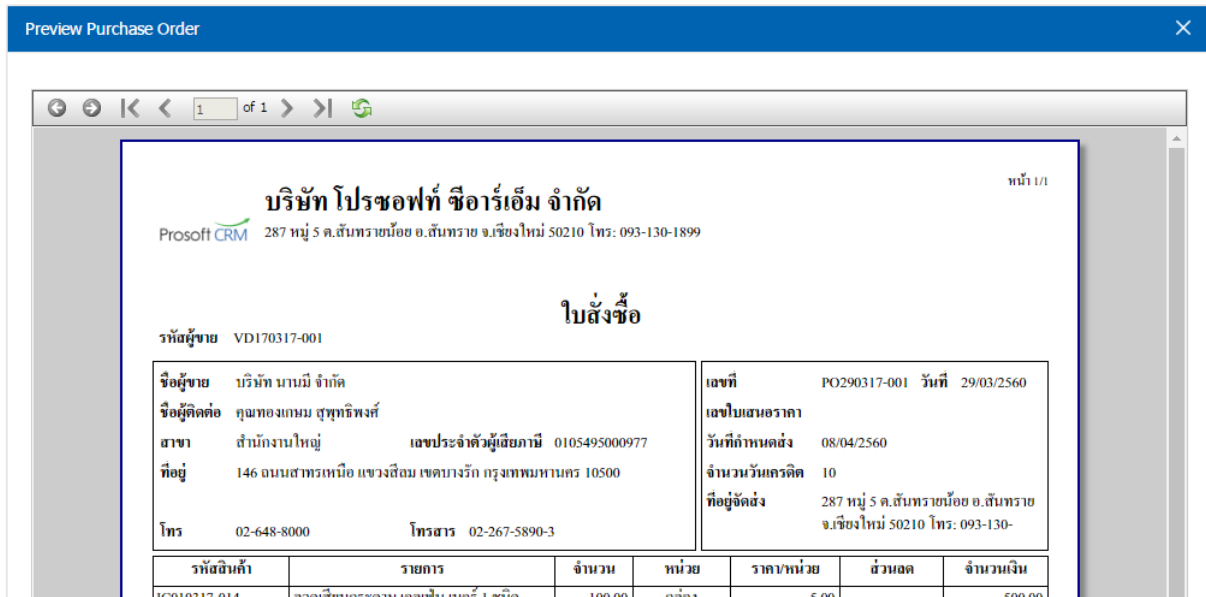 Preview Purchase Order
1 of 1
หน้า 1/1
บริษัท โปรซอฟท์ ซีอาร์เอ็ม จำกัด
Prosoft CRM 287 หมู่ 5 ต.สันทรายน้อย อ.สันทราย จ.เชียงใหม่ 50210 โทร: 093-130-1899
ใบสั่งซื้อ
รหัสผู้ขาย VD170317-001
ชื่อผู้ขาย บริษัท นานมี จำกัด
ชื่อผู้ติดต่อ คุณทองเกษม สุพุทธิพงศ์
สาขา สำนักงานใหญ่ เลขประจำตัวผู้เสียภาษี 0105495000977
ที่อยู่ 146 ถนนสาทรเหนือ แขวงสีลม เขตบางรัก กรุงเทพมหานคร 10500
โทร 02-648-8000 โทรสาร 02-267-5890-3
เลขที่ PO290317-001 วันที่ 29/03/2560
เลขใบเสนอราคา
วันที่กำหนดส่ง 08/04/2560
จำนวนวันเครดิต 10
ที่อยู่จัดส่ง 287 หมู่ 5 ต.สันทรายน้อย อ.สันทราย
จ.เชียงใหม่ 50210 โทร: 093-130-
รหัสสินค้า รายการ จำนวน หน่วย ราคา/หน่วย ส่วนลด จำนวนเงิน